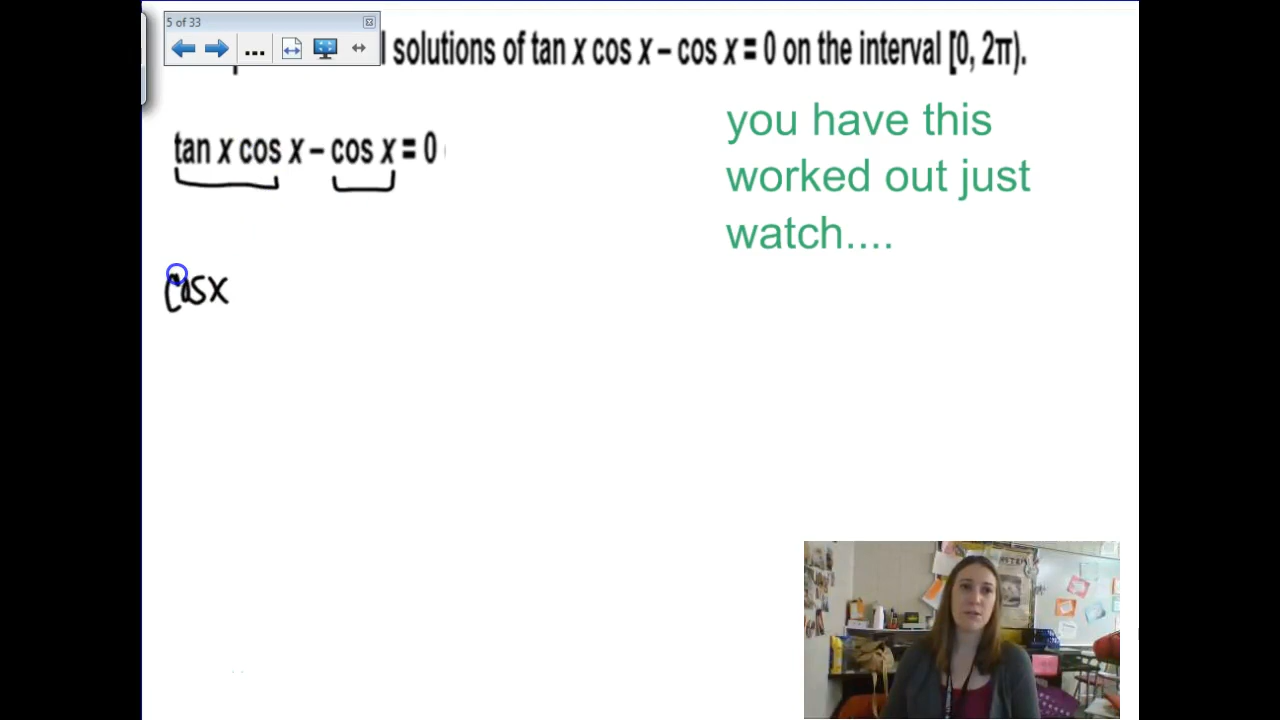 5 of 33
solutions of tan x cos x – cos x = 0 on the interval [0, 2π).
tan x cos x – cos x = 0
you have this
worked out just
watch....
cosx